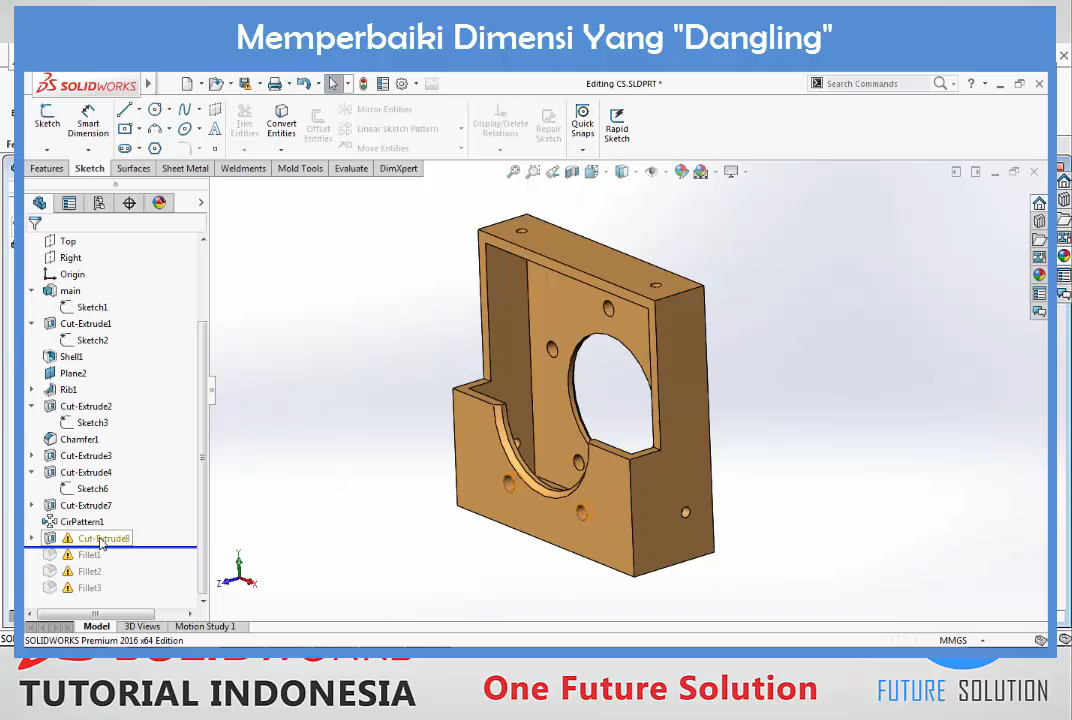 Memperbaiki Dimensi Yang "Dangling"
SOLIDWORKS
Editing CS.SLDPRT *
Search Commands
Sketch
Smart Dimension
Trim Entities
Convert Entities
Offset Entities
Mirror Entities
Linear Sketch Pattern
Move Entities
Display/Delete Relations
Repair Sketch
Quick Snaps
Rapid Sketch
Features
Sketch
Surfaces
Sheet Metal
Weldments
Mold Tools
Evaluate
DimXpert
Top
Right
Origin
main
Sketch1
Cut-Extrude1
Sketch2
Shell1
Plane2
Rib1
Cut-Extrude2
Sketch3
Chamfer1
Cut-Extrude3
Cut-Extrude4
Sketch6
Cut-Extrude7
CirPattern1
Cut-Extrude8
Fillet1
Fillet2
Fillet3
Y
Z
X
Model
3D Views
Motion Study 1
SOLIDWORKS Premium 2016 x64 Edition
MMGS
TUTORIAL INDONESIA
One Future Solution
FUTURE SOLUTION